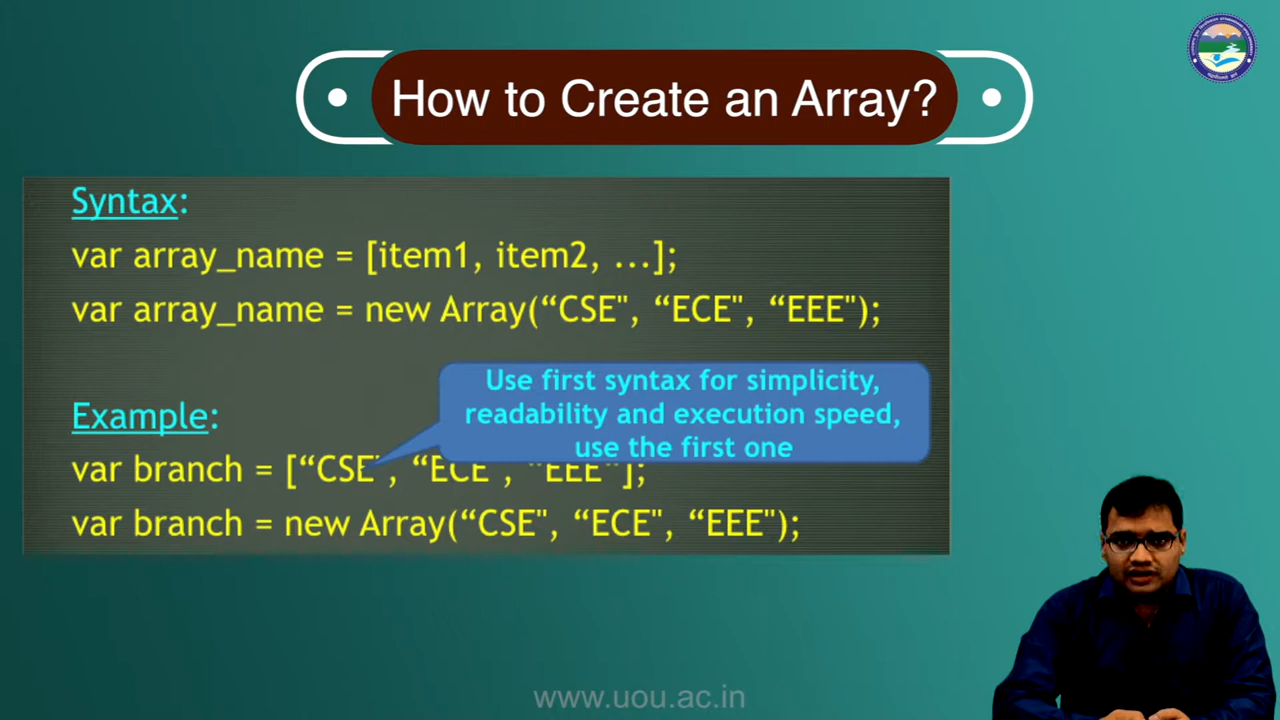 How to Create an Array?
Syntax:
var array_name = [item1, item2, ...];
var array_name = new Array(“CSE", “ECE", “EEE");
Use first syntax for simplicity,
readability and execution speed,
use the first one
Example:
var branch = [“CSE", “ECE", “EEE"];
var branch = new Array(“CSE", “ECE", “EEE");
www.uou.ac.in